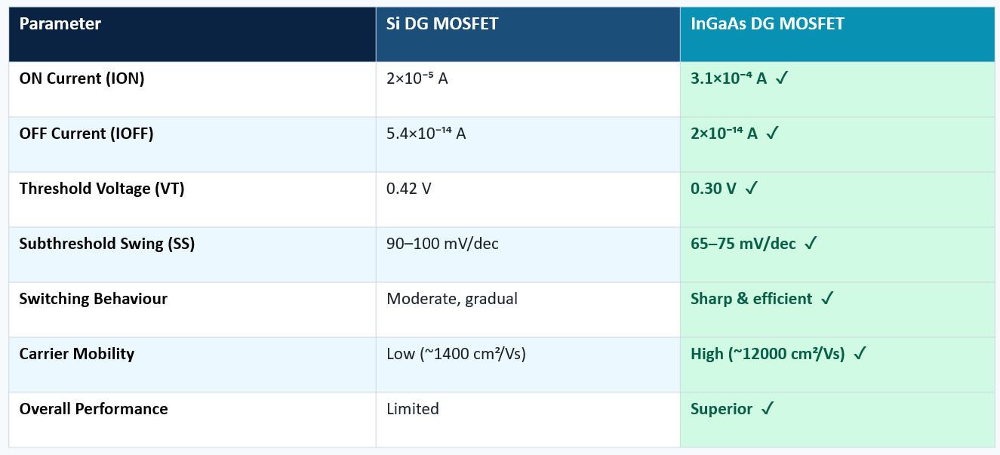 Parameter Si DG MOSFET InGaAs DG MOSFET
ON Current (ION) 2×10⁻⁵ A 3.1×10⁻⁴ A ✓
OFF Current (IOFF) 5.4×10⁻¹⁴ A 2×10⁻¹⁴ A ✓
Threshold Voltage (VT) 0.42 V 0.30 V ✓
Subthreshold Swing (SS) 90–100 mV/dec 65–75 mV/dec ✓
Switching Behaviour Moderate, gradual Sharp & efficient ✓
Carrier Mobility Low (~1400 cm²/Vs) High (~12000 cm²/Vs) ✓
Overall Performance Limited Superior ✓